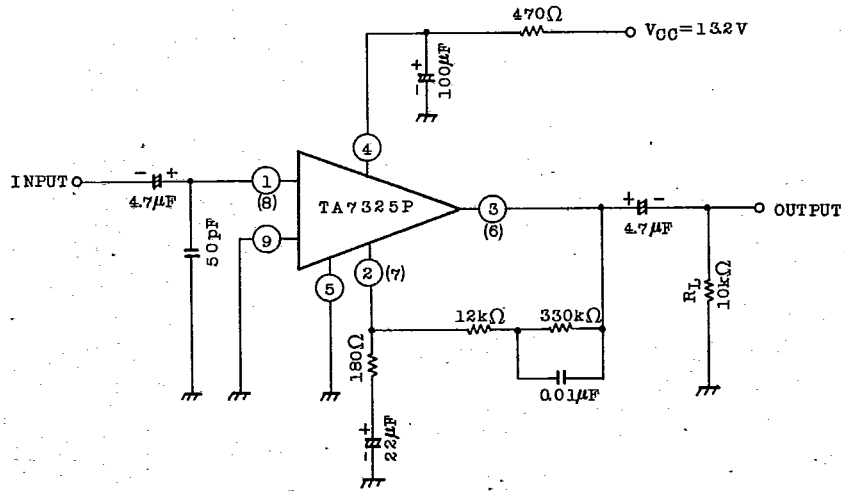 470Ω
VCC=13.2V
100μF
+
-
4
INPUT
- +
4.7μF
1
(8)
TA7325P
3
(6)
+ -
4.7μF
OUTPUT
50pF
9
5
2
(7)
RL
10kΩ
12kΩ
330kΩ
180Ω
0.01μF
+
-
22μF